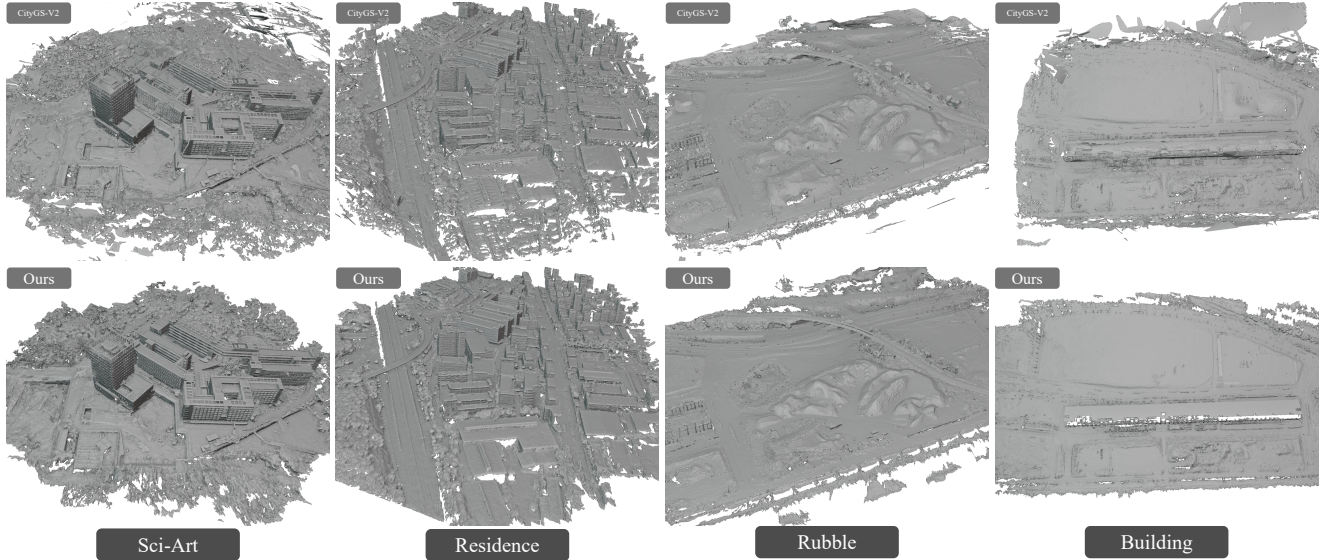 CityGS-V2
CityGS-V2
CityGS-V2
CityGS-V2
Ours
Ours
Ours
Ours
Sci-Art
Residence
Rubble
Building